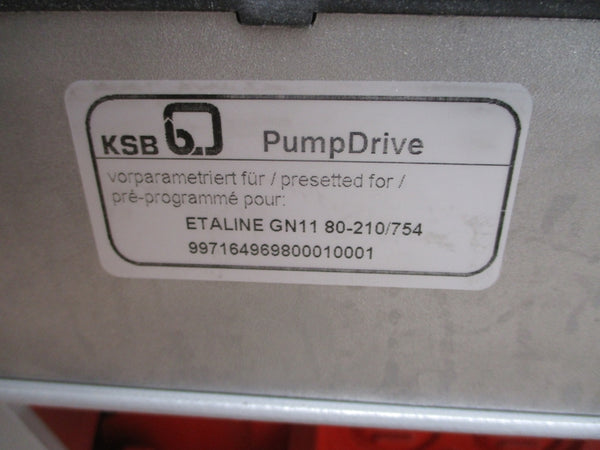 KSB PumpDrive
vorparametriert für / presetted for /
pré-programmé pour:
ETALINE GN11 80-210/754
997164969800010001